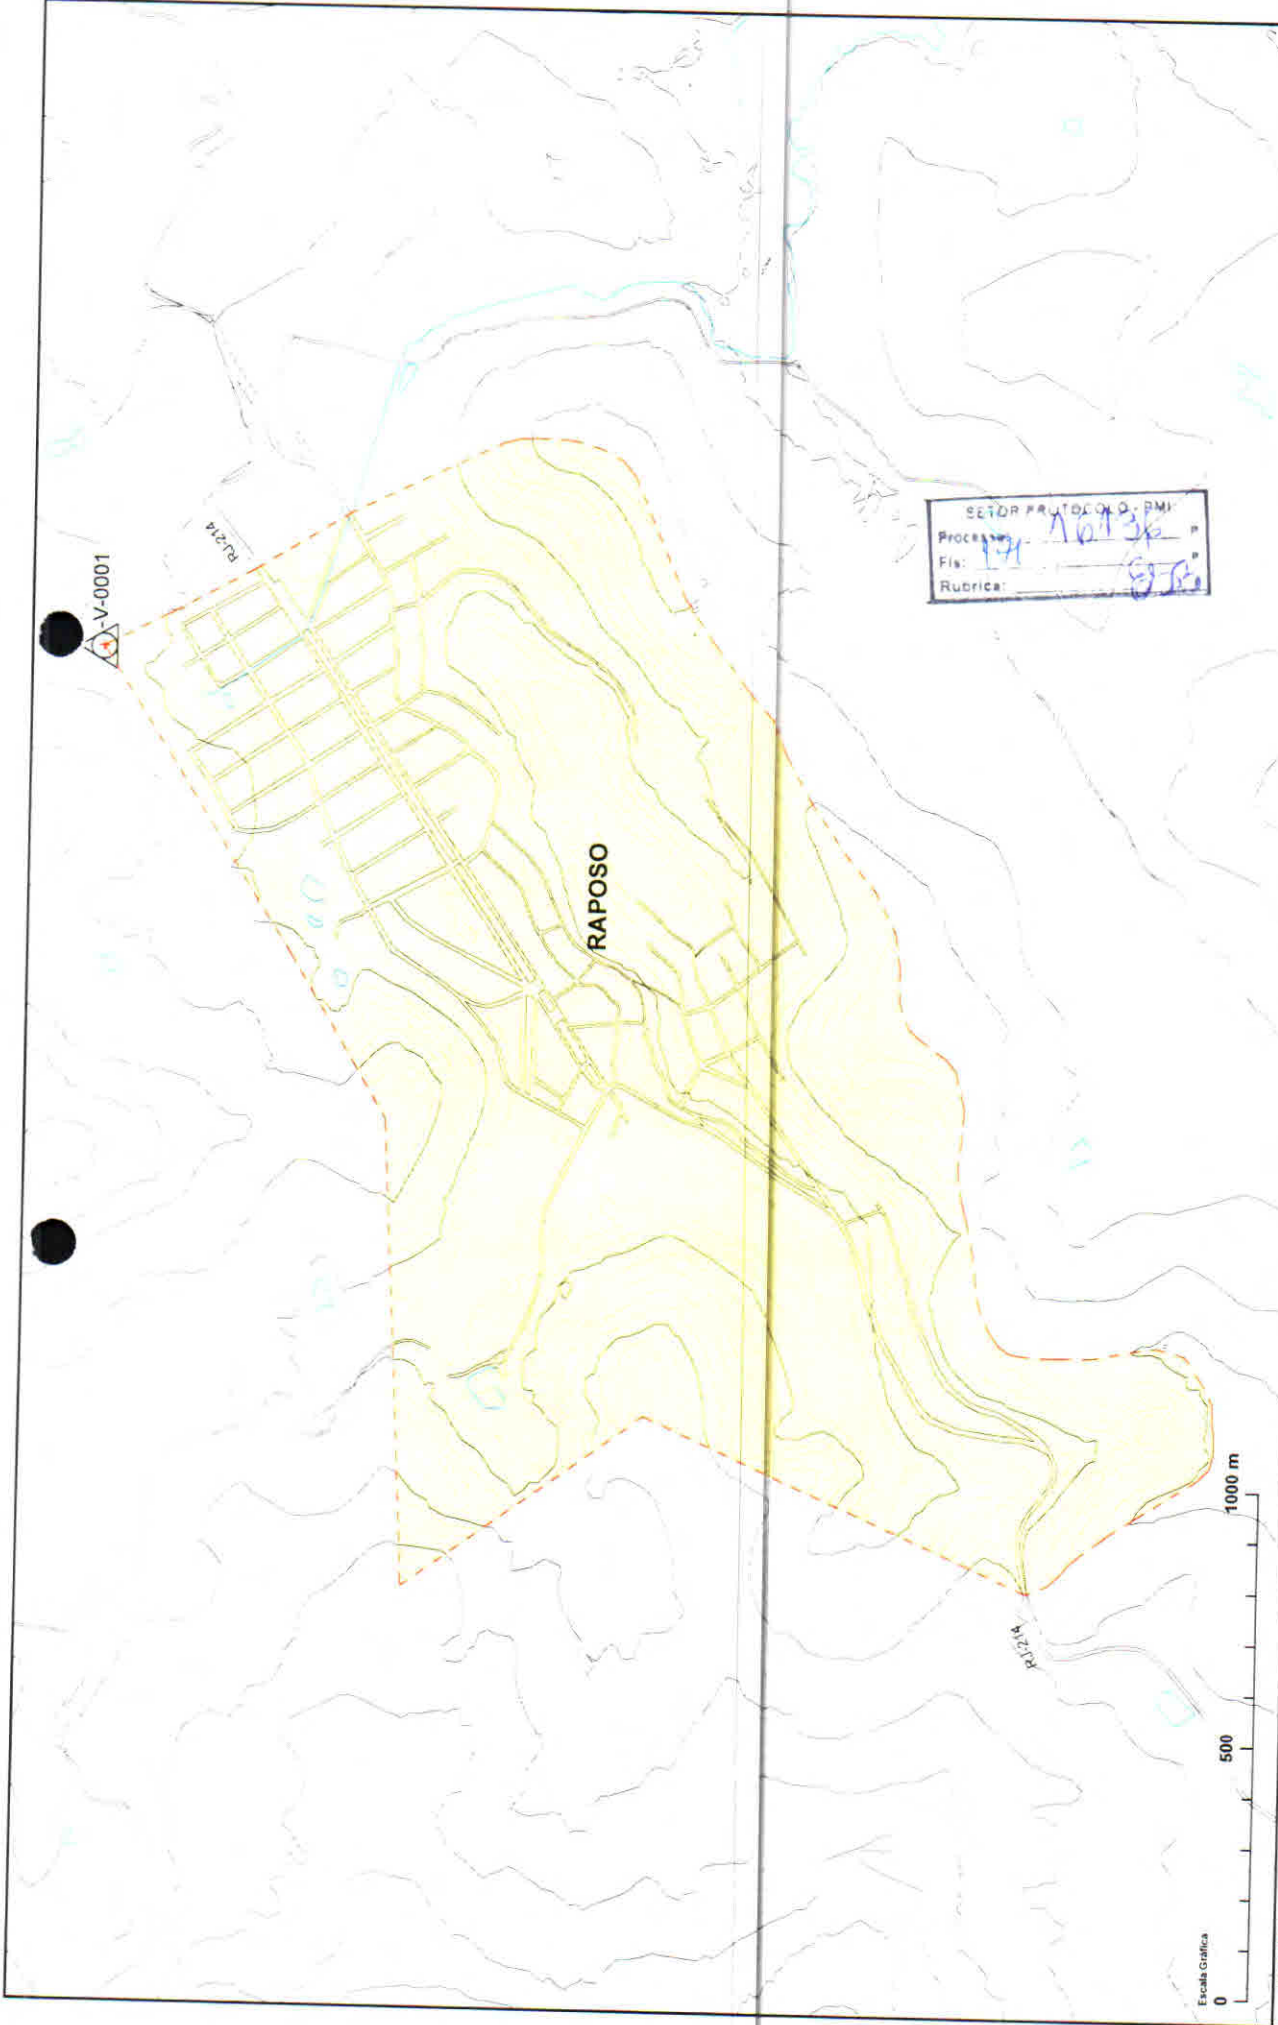 V-0001
RJ-214
RAPOSO
SETOR PROTOCOLO - PMI
Processo: 16136
Fls: 171
Rubrica:
RJ-214
Escala Gráfica
0 500 1000 m